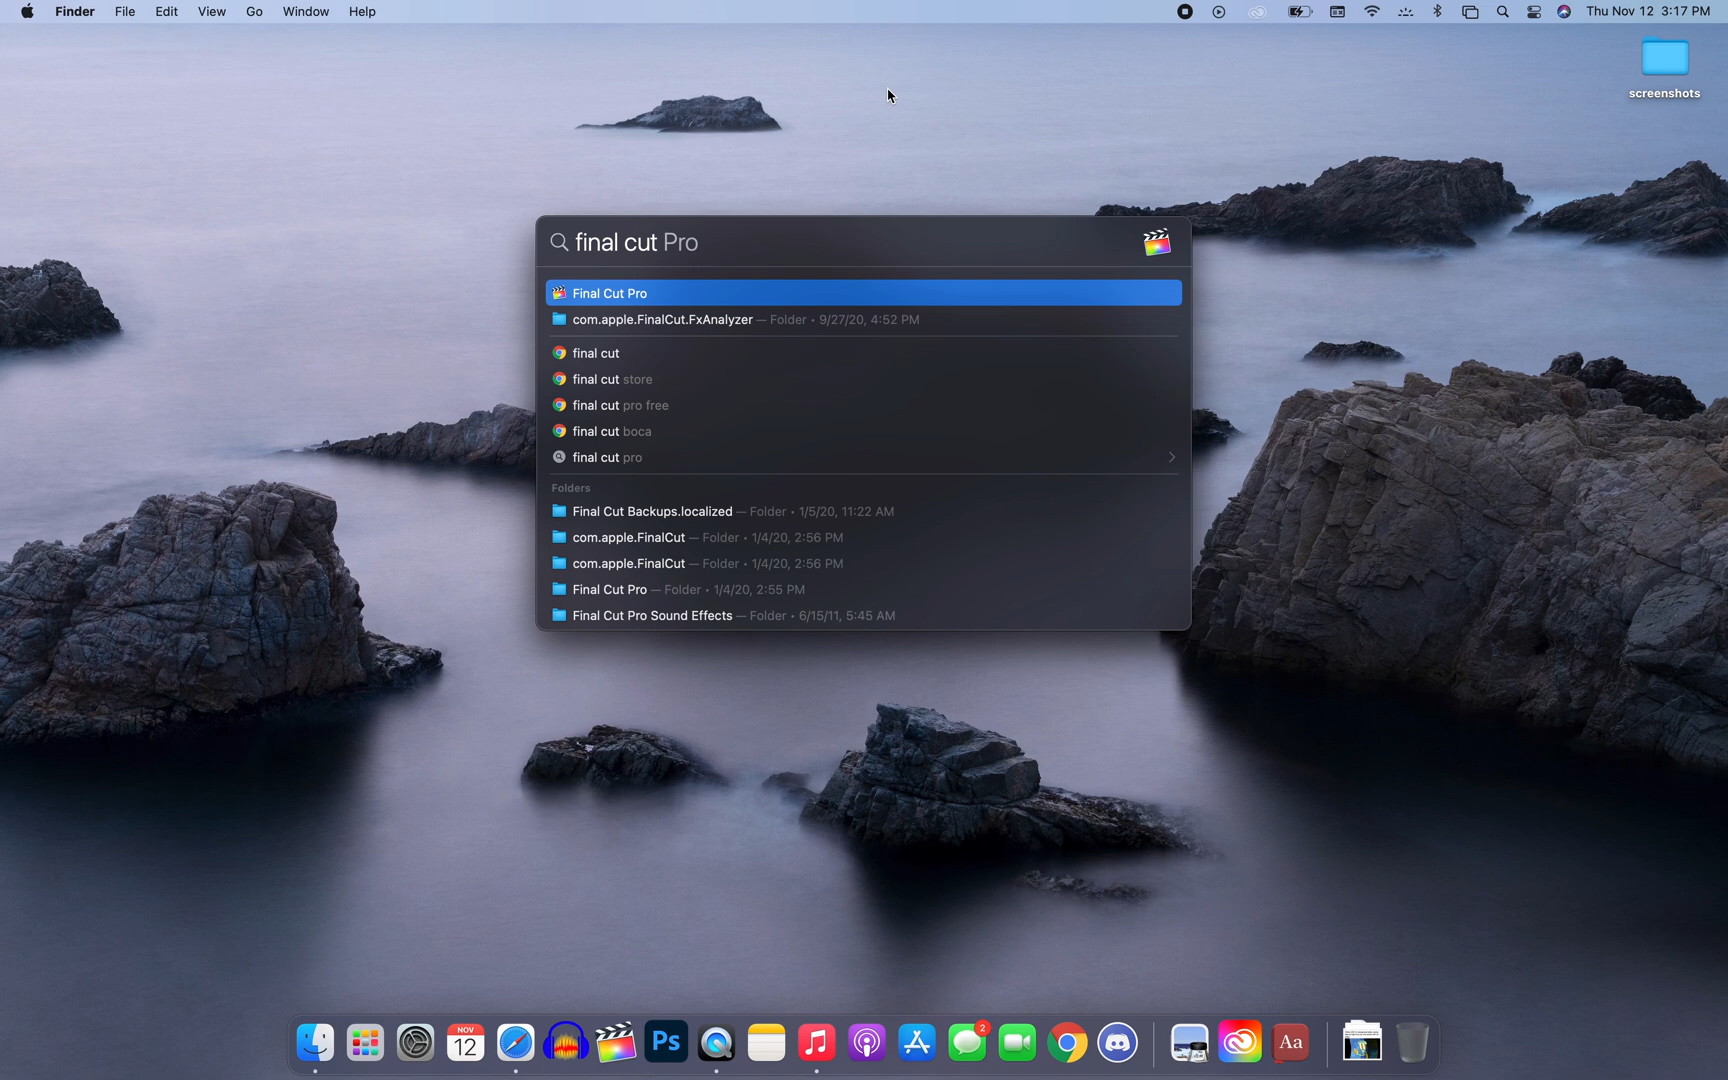 Finder File Edit View Go Window Help Thu Nov 12 3:17 PM
screenshots
final cut Pro
Final Cut Pro
com.apple.FinalCut.FxAnalyzer — Folder • 9/27/20, 4:52 PM
final cut
final cut store
final cut pro free
final cut boca
final cut pro
Folders
Final Cut Backups.localized — Folder • 1/5/20, 11:22 AM
com.apple.FinalCut — Folder • 1/4/20, 2:56 PM
com.apple.FinalCut — Folder • 1/4/20, 2:56 PM
Final Cut Pro — Folder • 1/4/20, 2:55 PM
Final Cut Pro Sound Effects — Folder • 6/15/11, 5:45 AM
NOV
12
Ps
2
Aa